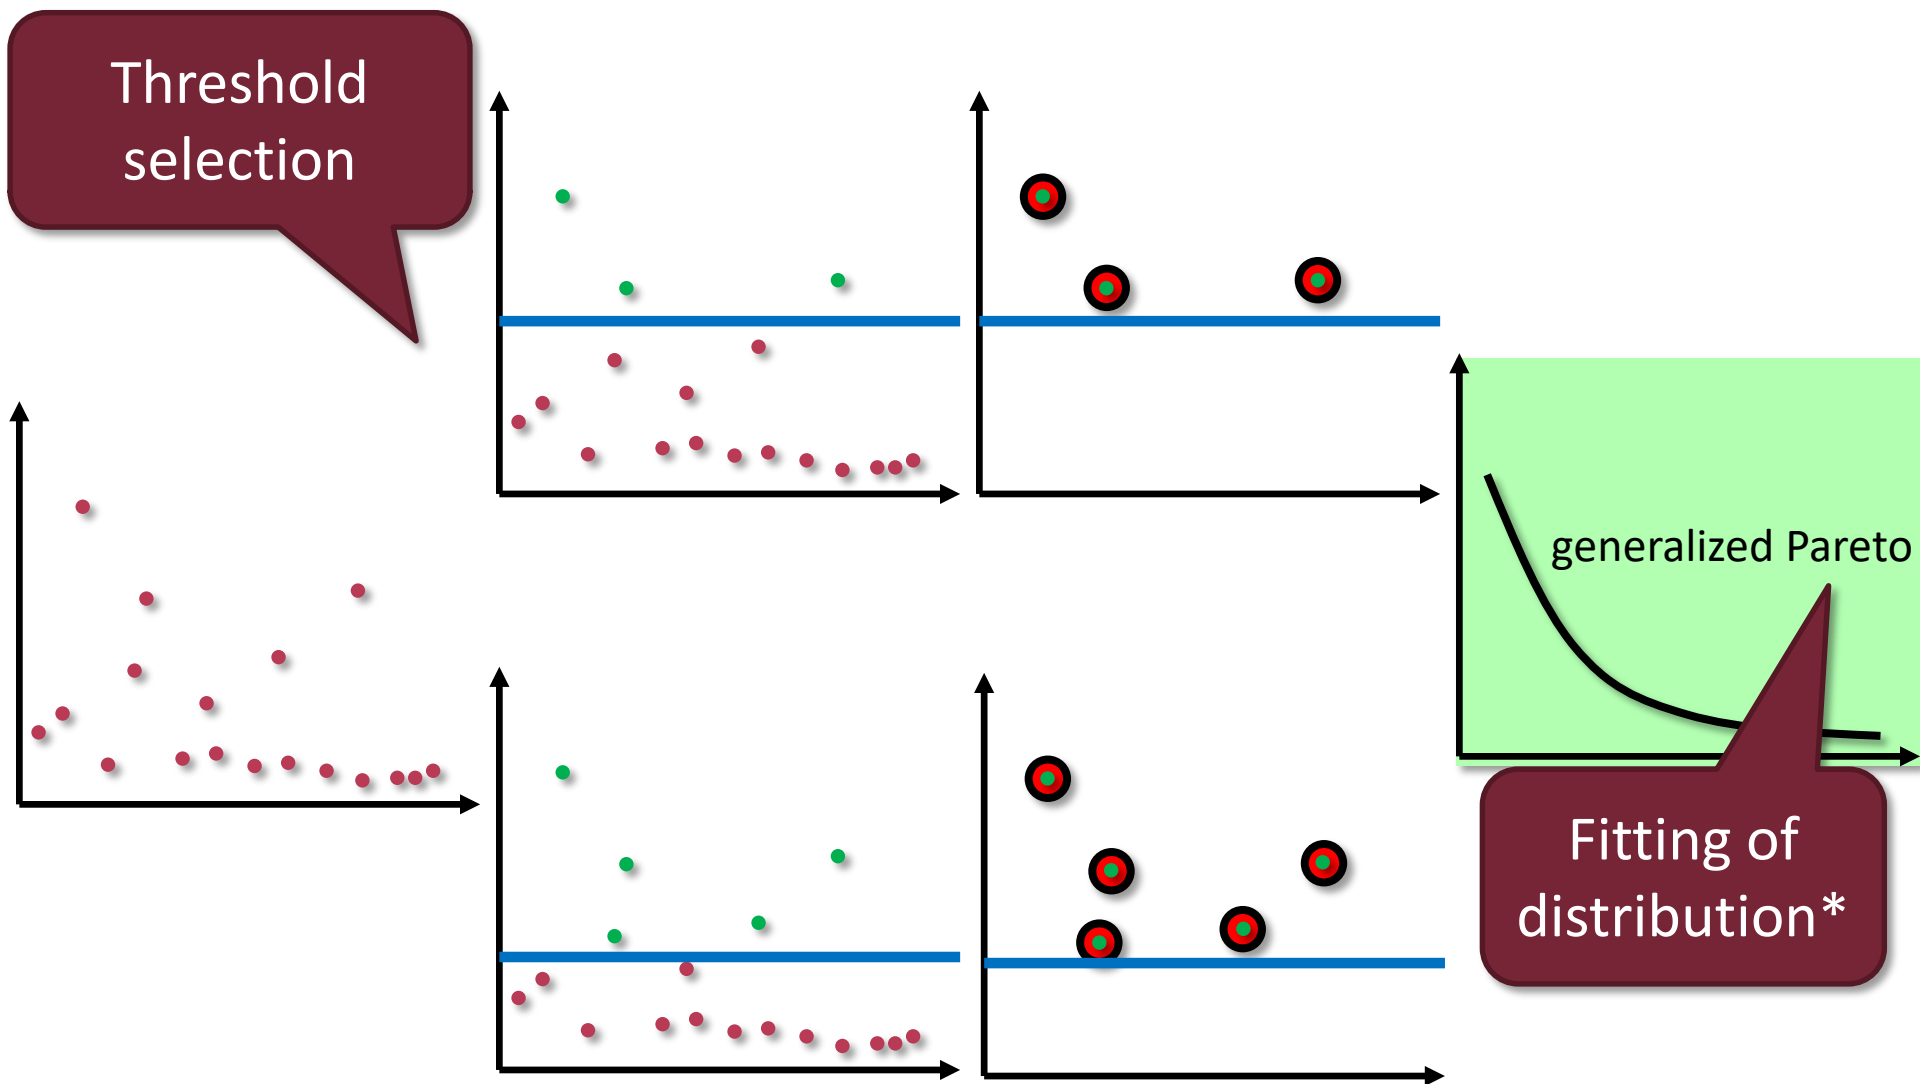 Threshold
selection
generalized Pareto
Fitting of
distribution*